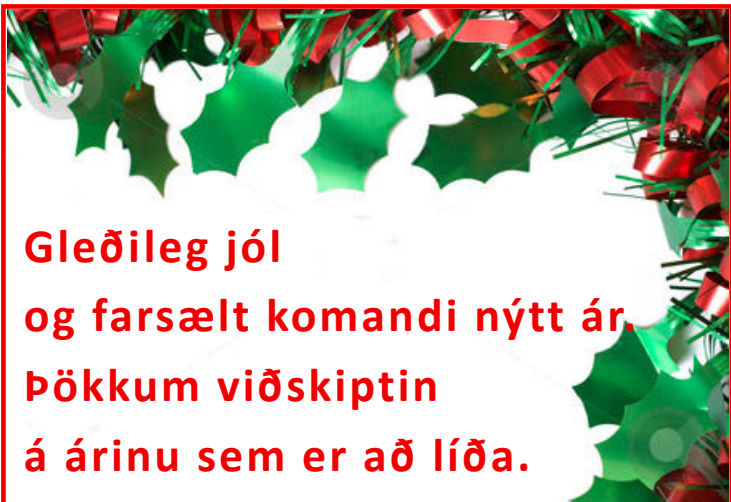 Gleðileg jól
og farsælt komandi nýtt ár.
Þökkum viðskiptin
á árinu sem er að líða.